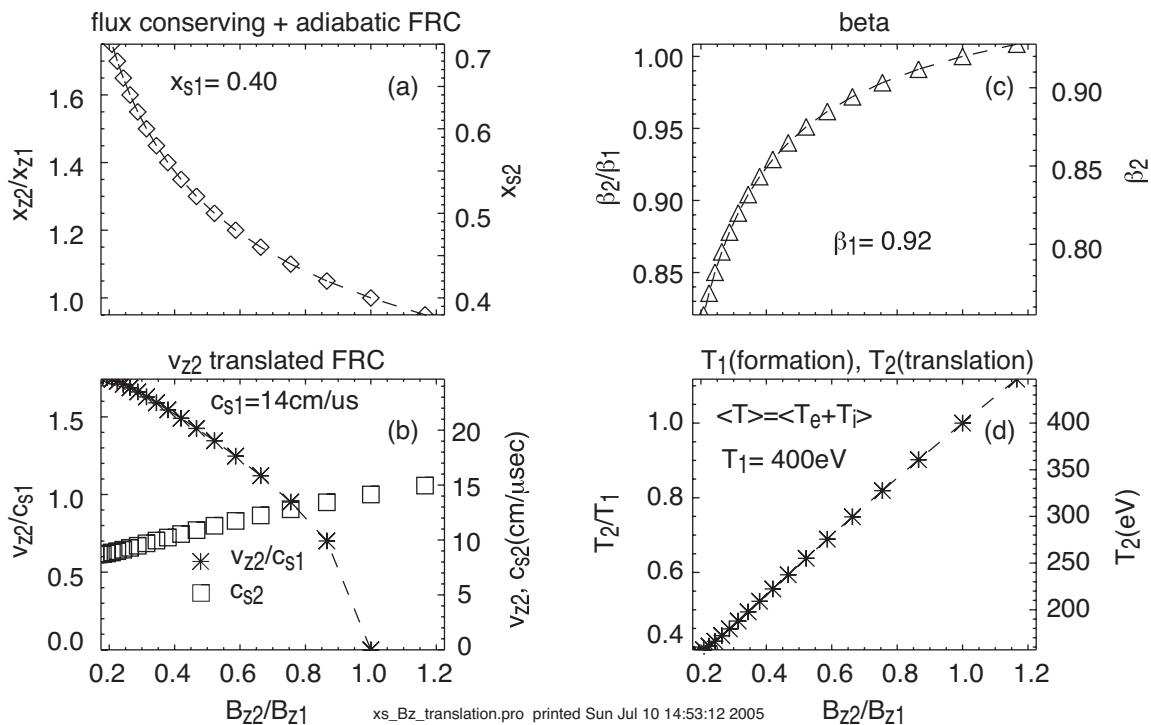 flux conserving + adiabatic FRC
x_z2/x_z1
1.6
1.4
1.2
1.0
x_s1 = 0.40
(a)
0.7
0.6
0.5
0.4
x_s2
beta
β2/β1
1.00
0.95
0.90
0.85
(c)
β1 = 0.92
0.90
0.85
0.80
β2
v_z2 translated FRC
v_z2/c_s1
1.5
1.0
0.5
0.0
c_s1=14cm/us
(b)
v_z2/c_s1
c_s2
20
15
10
5
0
v_z2, c_s2(cm/μsec)
0.2 0.4 0.6 0.8 1.0 1.2
B_z2/B_z1
T1(formation), T2(translation)
T2/T1
1.0
0.8
0.6
0.4
<T>=<Te+Ti>
(d)
T1= 400eV
400
350
300
250
200
T2(eV)
0.2 0.4 0.6 0.8 1.0 1.2
B_z2/B_z1
xs_Bz_translation.pro printed Sun Jul 10 14:53:12 2005